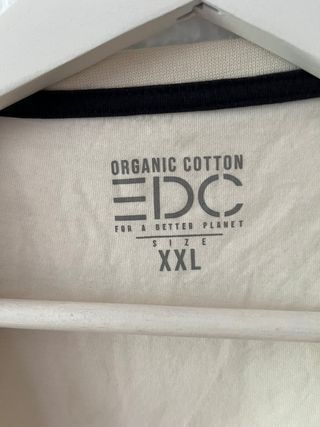 ORGANIC COTTON
EDC
FOR A BETTER PLANET
SIZE
XXL